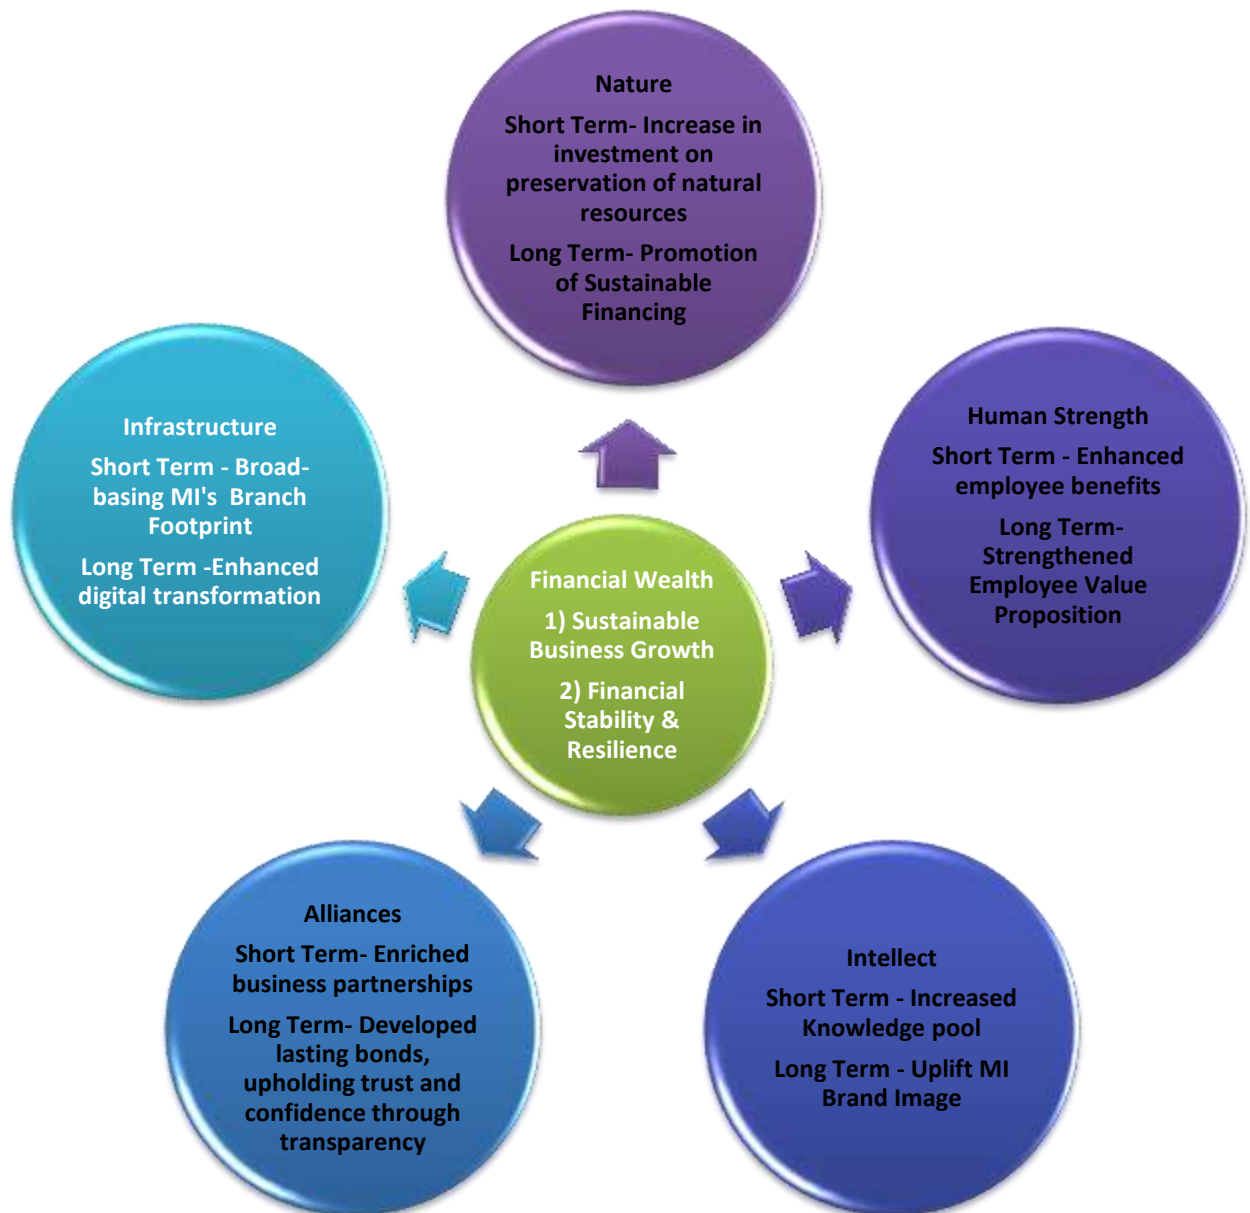 Nature
Short Term- Increase in
investment on
preservation of natural
resources
Long Term- Promotion
of Sustainable
Financing
Infrastructure
Short Term - Broad-
basing MI's  Branch
Footprint
Long Term -Enhanced
digital transformation
Human Strength
Short Term - Enhanced
employee benefits
Long Term-
Strengthened
Employee Value
Proposition
Financial Wealth
1) Sustainable
Business Growth
2) Financial
Stability &
Resilience
Alliances
Short Term- Enriched
business partnerships
Long Term- Developed
lasting bonds,
upholding trust and
confidence through
transparency
Intellect
Short Term - Increased
Knowledge pool
Long Term - Uplift MI
Brand Image